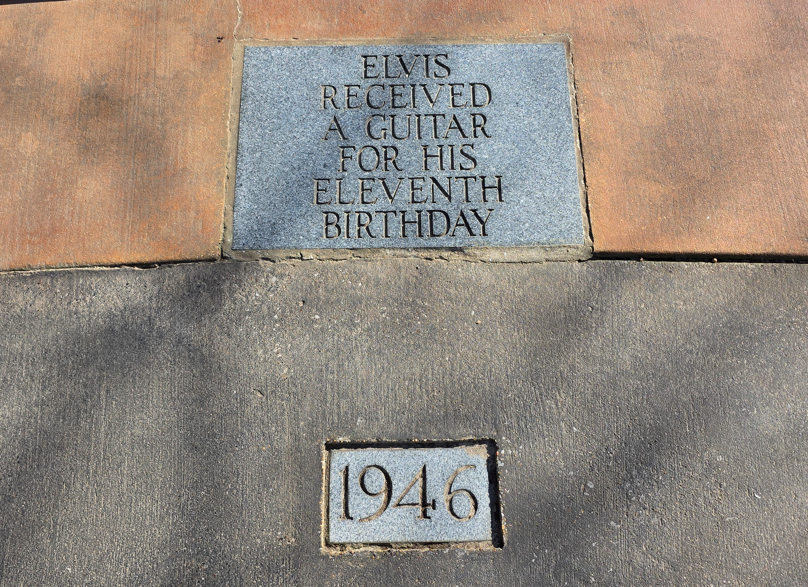 ELVIS
RECEIVED
A GUITAR
FOR HIS
ELEVENTH
BIRTHDAY
1946